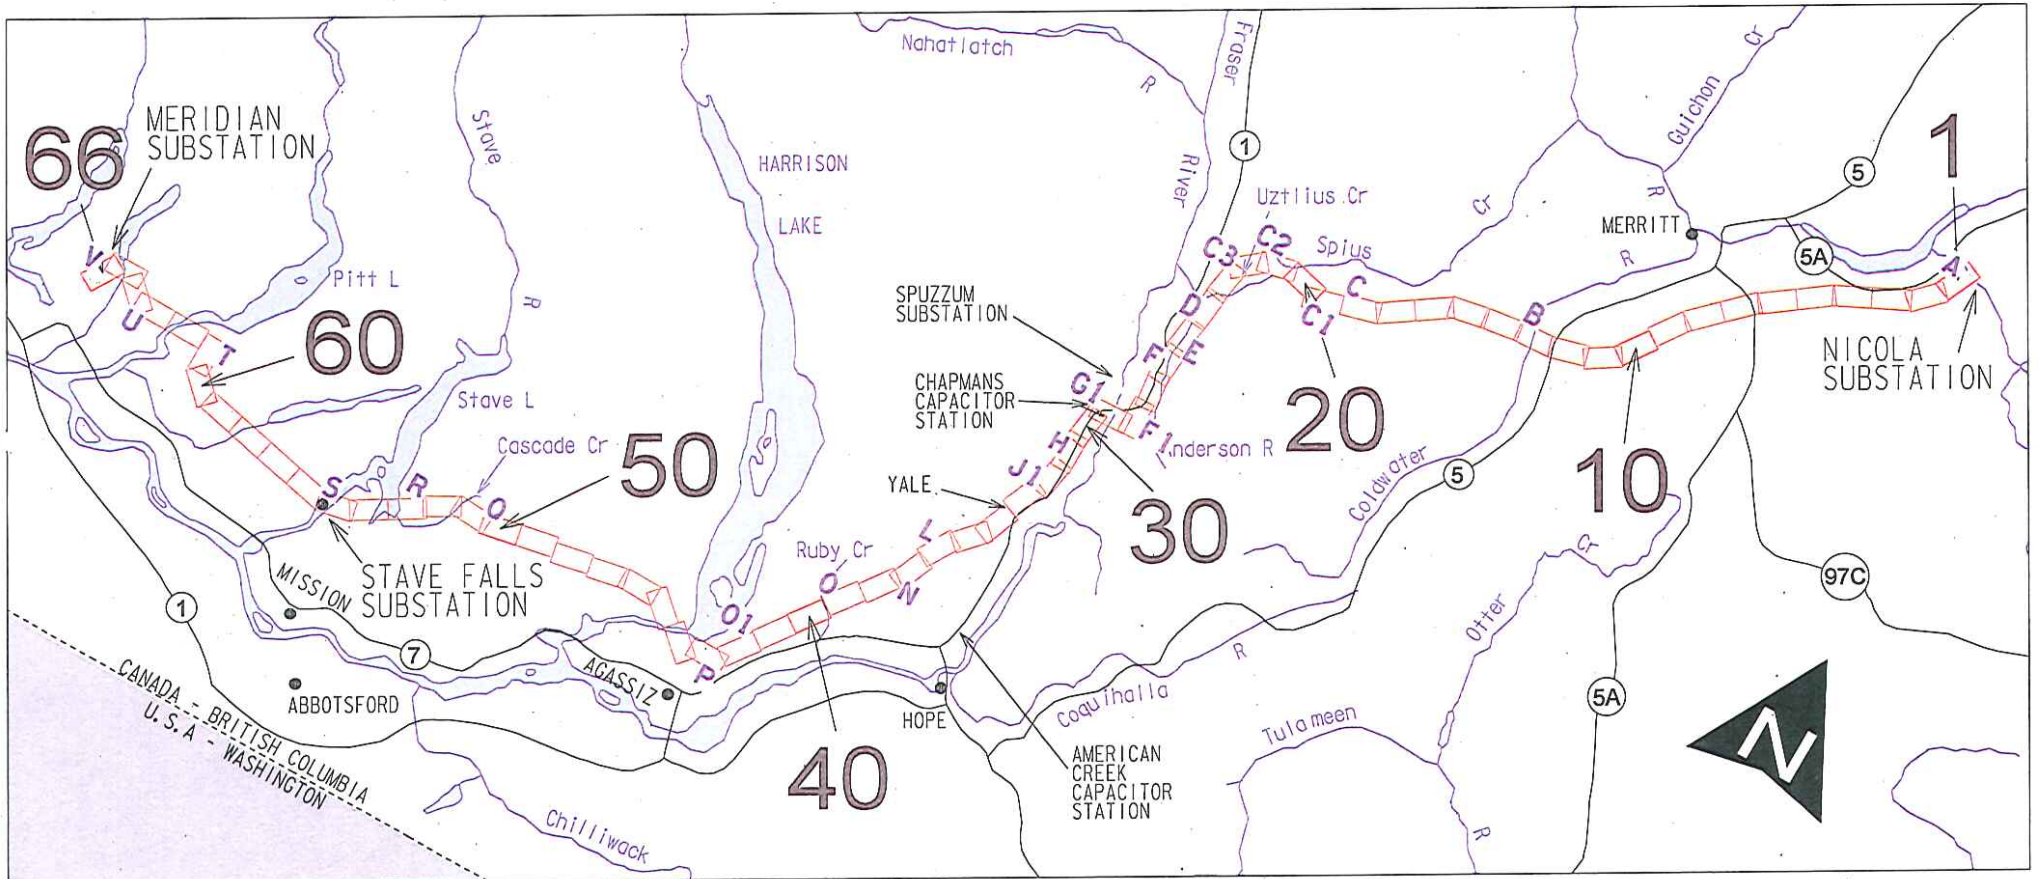 Nahatlatch
R
Fraser
River
1
Guichon
Cr
5
1
66
MERIDIAN
SUBSTATION
Stave
R
HARRISON
LAKE
Uztlius Cr
Cr
Spius
MERRITT
R
R
5A
A
V
Pitt L
U
T
60
C3
C2
C
C1
B
D
SPUZZUM
SUBSTATION
F
E
NICOLA
SUBSTATION
CHAPMANS
CAPACITOR
STATION
G1
H
J1
F1
nderson R
20
10
30
Stave L
Cascade Cr
50
S
R
Q
YALE
L
Coldwater
5
Cr
97C
Ruby Cr
O
N
O1
P
40
MISSION
STAVE FALLS
SUBSTATION
1
7
AGASSIZ
ABBOTSFORD
HOPE
Coquihalla
R
Otter
5A
Tulameen
R
AMERICAN
CREEK
CAPACITOR
STATION
CANADA - BRITISH COLUMBIA
U.S.A - WASHINGTON
Chilliwack
N